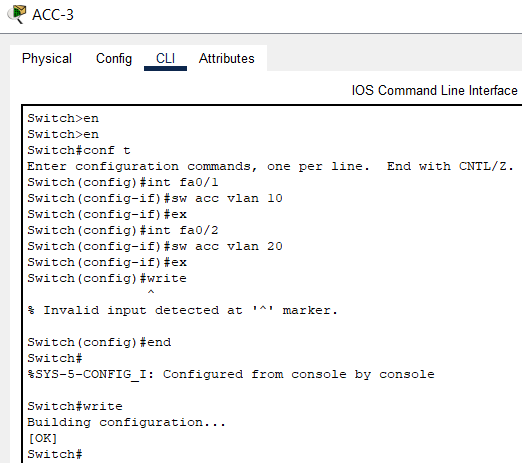 ACC-3
Physical Config CLI Attributes
IOS Command Line Interface
Switch>en
Switch>en
Switch#conf t
Enter configuration commands, one per line.  End with CNTL/Z.
Switch(config)#int fa0/1
Switch(config-if)#sw acc vlan 10
Switch(config-if)#ex
Switch(config)#int fa0/2
Switch(config-if)#sw acc vlan 20
Switch(config-if)#ex
Switch(config)#write
^
% Invalid input detected at '^' marker.
Switch(config)#end
Switch#
%SYS-5-CONFIG_I: Configured from console by console
Switch#write
Building configuration...
[OK]
Switch#